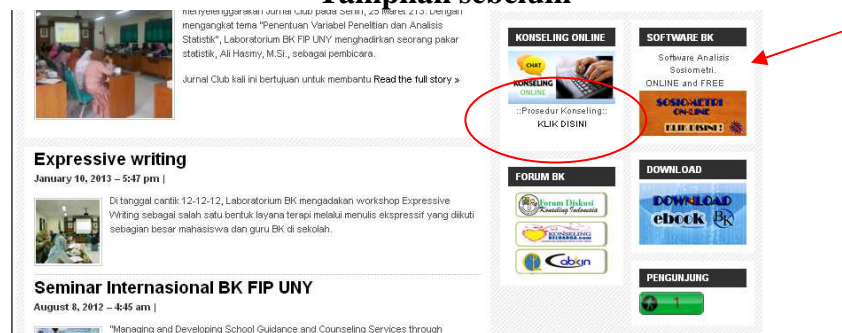 Tampilan sebelum
menyelenggarakan Jurnal Club pada Senin, 25 Maret 213. Dengan
mengangkat tema "Penentuan Variabel Penelitian dan Analisis
Statistik", Laboratorium BK FIP UNY menghadirkan seorang pakar
statistik, Ali Hasmy, M.Si., sebagai pembicara.
Jurnal Club kali ini bertujuan untuk membantu Read the full story »
Expressive writing
January 10, 2013 – 5:47 pm |
Di tanggal cantik 12-12-12, Laboratorium BK mengadakan workshop Expressive
Writing sebagai salah satu bentuk layana terapi melalui menulis ekspressif yang diikuti
sebagian besar mahasiswa dan guru BK di sekolah.
Seminar Internasional BK FIP UNY
August 8, 2012 – 4:45 am |
"Managing and Developing School Guidance and Counseling Services through
KONSELING ONLINE
CHAT
KONSELING
ONLINE
::Prosedur Konseling::
KLIK DISINI
FORUM BK
Forum Diskusi
Konseling Indonesia
KONSELING
KELUARGA.com
Cabin
SOFTWARE BK
Software Analisis
Sosiometri.
ONLINE and FREE
SOSIOMETRI
ON-LINE
KLIK DISINI!
DOWNLOAD
DOWNLOAD
ebook BK
PENGUNJUNG
1